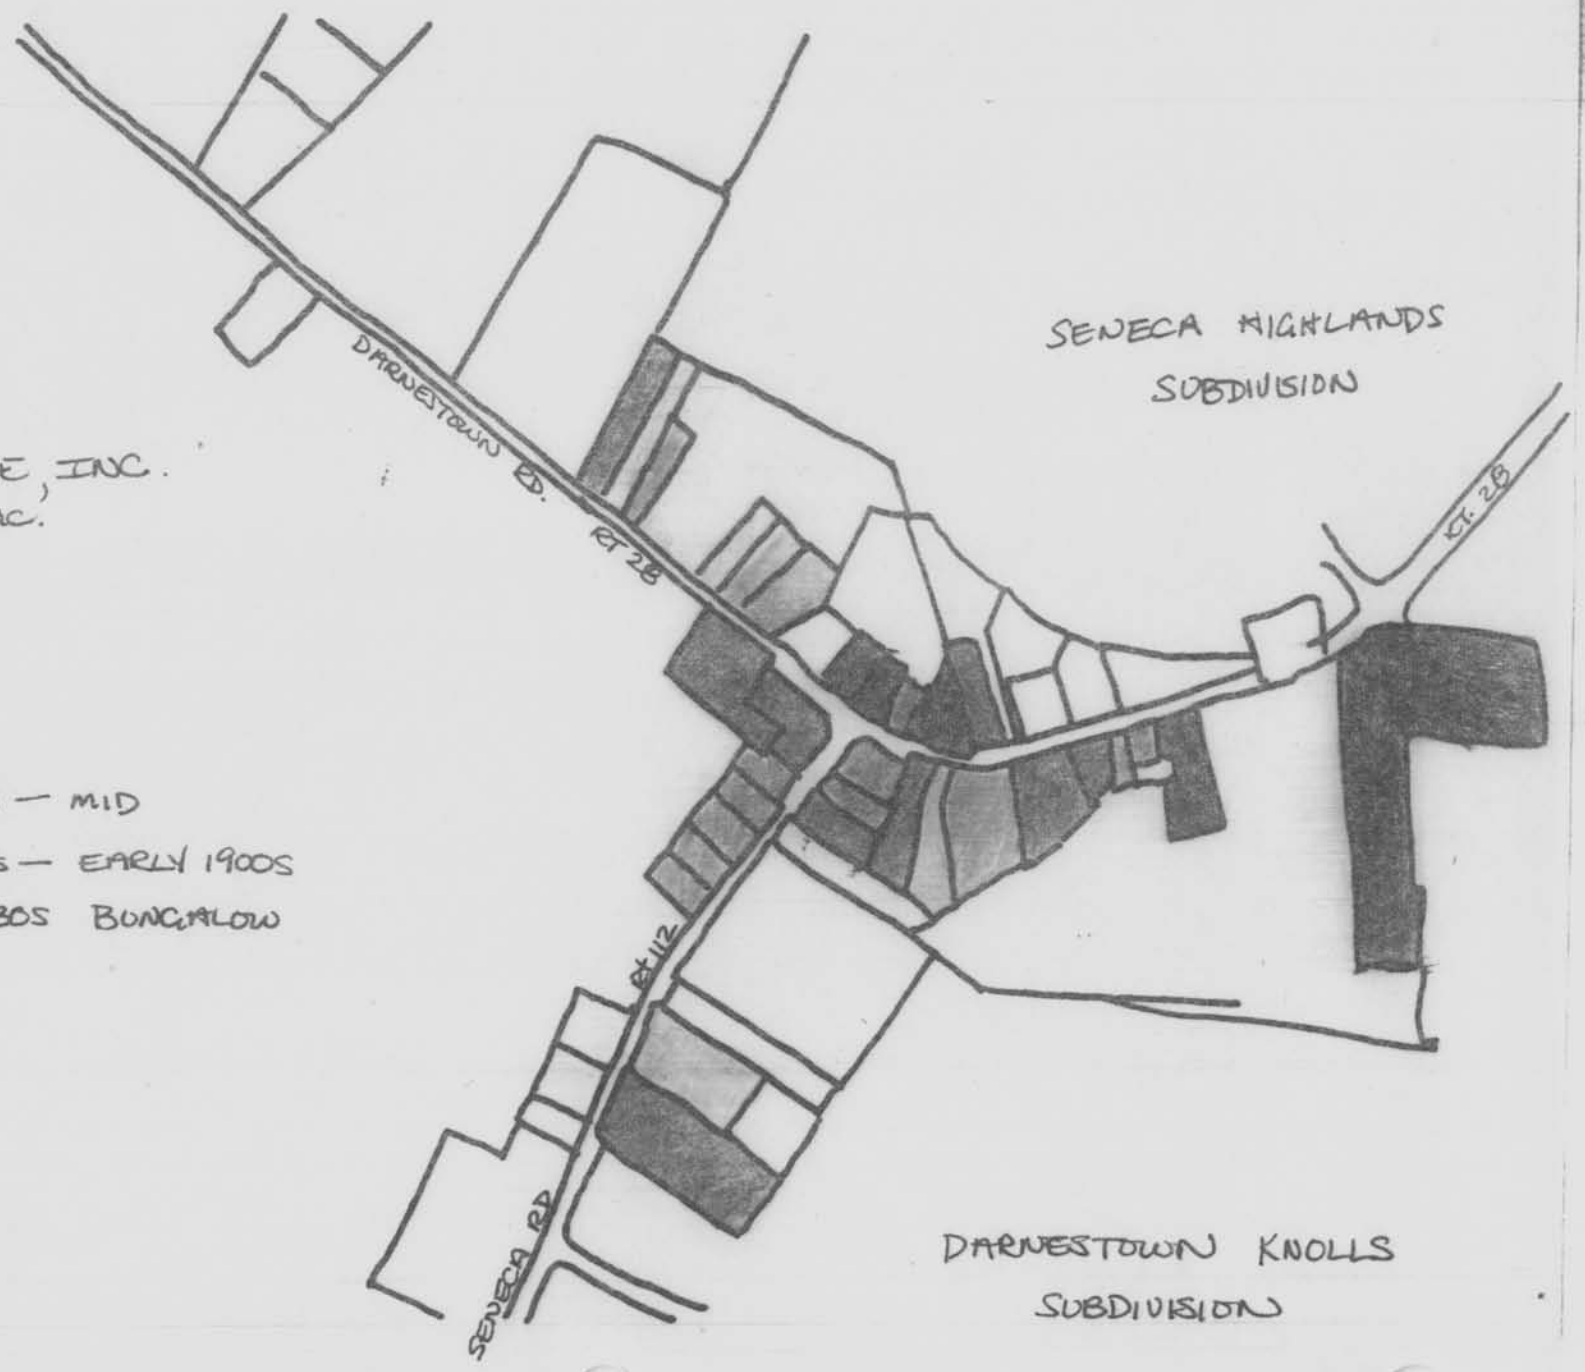 SENECA HIGHLANDS
SUBDIVISION
DARNESTOWN RD.
RT 28
RT. 28
E, INC.
C.
— MID
S — EARLY 1900S
30S BUNGALOW
RT 112
SENECA RD
DARNESTOWN KNOLLS
SUBDIVISION